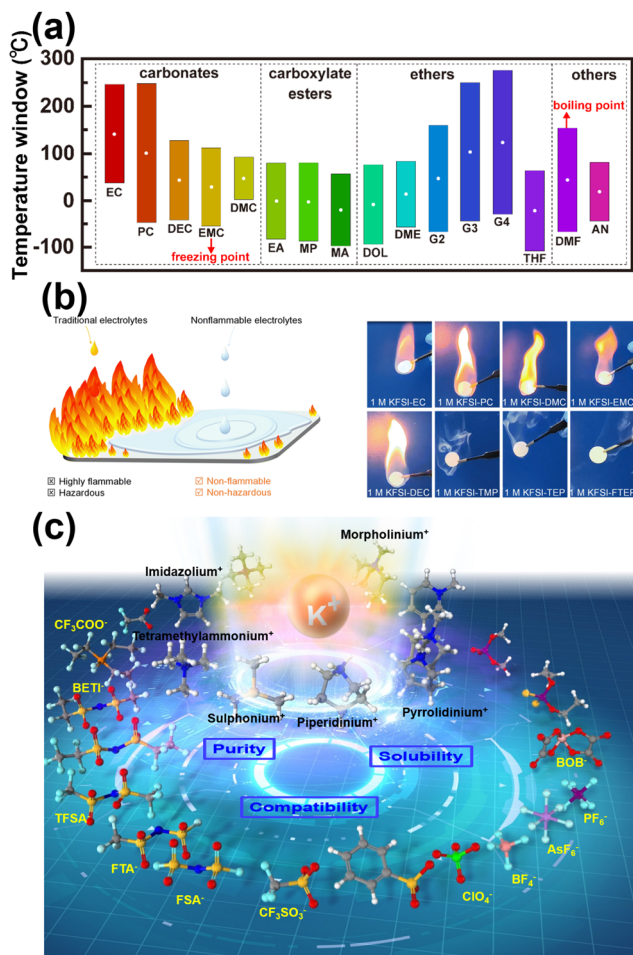 (a)
Temperature window (℃)
300
200
100
0
-100
carbonates
carboxylate
esters
ethers
others
boiling point
EC
PC
DEC
EMC
DMC
freezing point
EA
MP
MA
DOL
DME
G2
G3
G4
THF
DMF
AN
(b)
Traditional electrolytes
Nonflammable electrolytes
☒ Highly flammable
☒ Hazardous
☑ Non-flammable
☑ Non-hazardous
1 M KFSI-EC
1 M KFSI-PC
1 M KFSI-DMC
1 M KFSI-EMC
1 M KFSI-DEC
1 M KFSI-TMP
1 M KFSI-TEP
1 M KFSI-FTEP
(c)
Morpholinium⁺
Imidazolium⁺
K⁺
CF₃COO⁻
Tetramethylammonium⁺
BETI⁻
Sulphonium⁺
Piperidinium⁺
Pyrrolidinium⁺
Purity
Solubility
BOB⁻
Compatibility
TFSA⁻
PF₆⁻
AsF₆⁻
FTA⁻
BF₄⁻
FSA⁻
CF₃SO₃⁻
ClO₄⁻